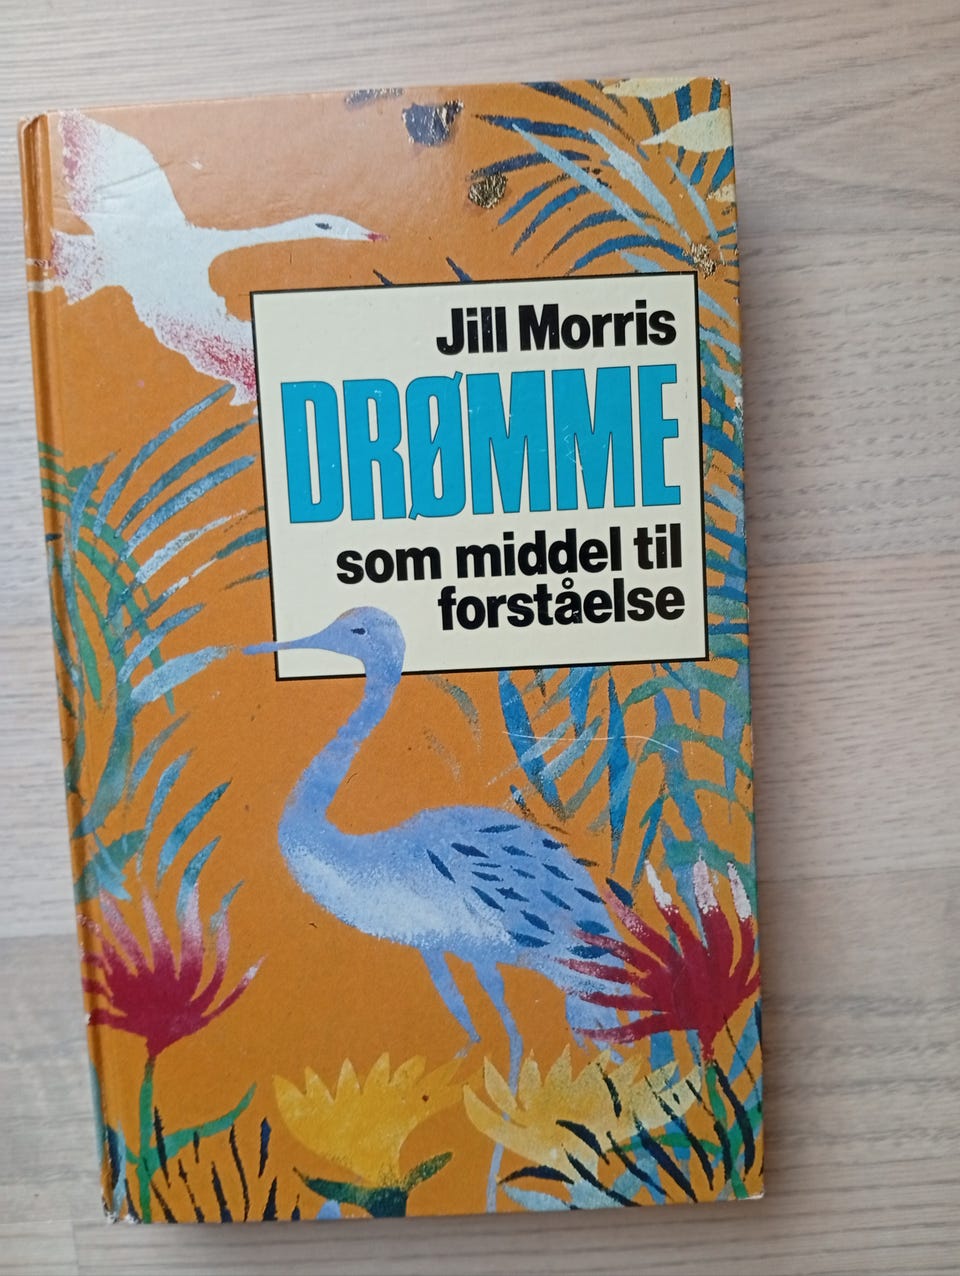 Jill Morris
DRØMME
som middel til
forståelse